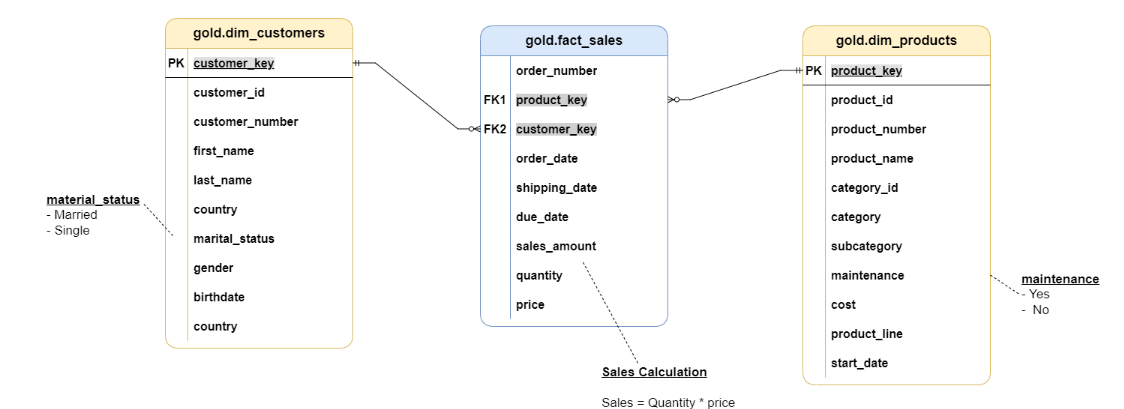 gold.dim_customers
PK customer_key
customer_id
customer_number
first_name
last_name
country
marital_status
gender
birthdate
country
material_status
- Married
- Single
gold.fact_sales
order_number
FK1 product_key
FK2 customer_key
order_date
shipping_date
due_date
sales_amount
quantity
price
Sales Calculation
Sales = Quantity * price
gold.dim_products
PK product_key
product_id
product_number
product_name
category_id
category
subcategory
maintenance
cost
product_line
start_date
maintenance
- Yes
- No